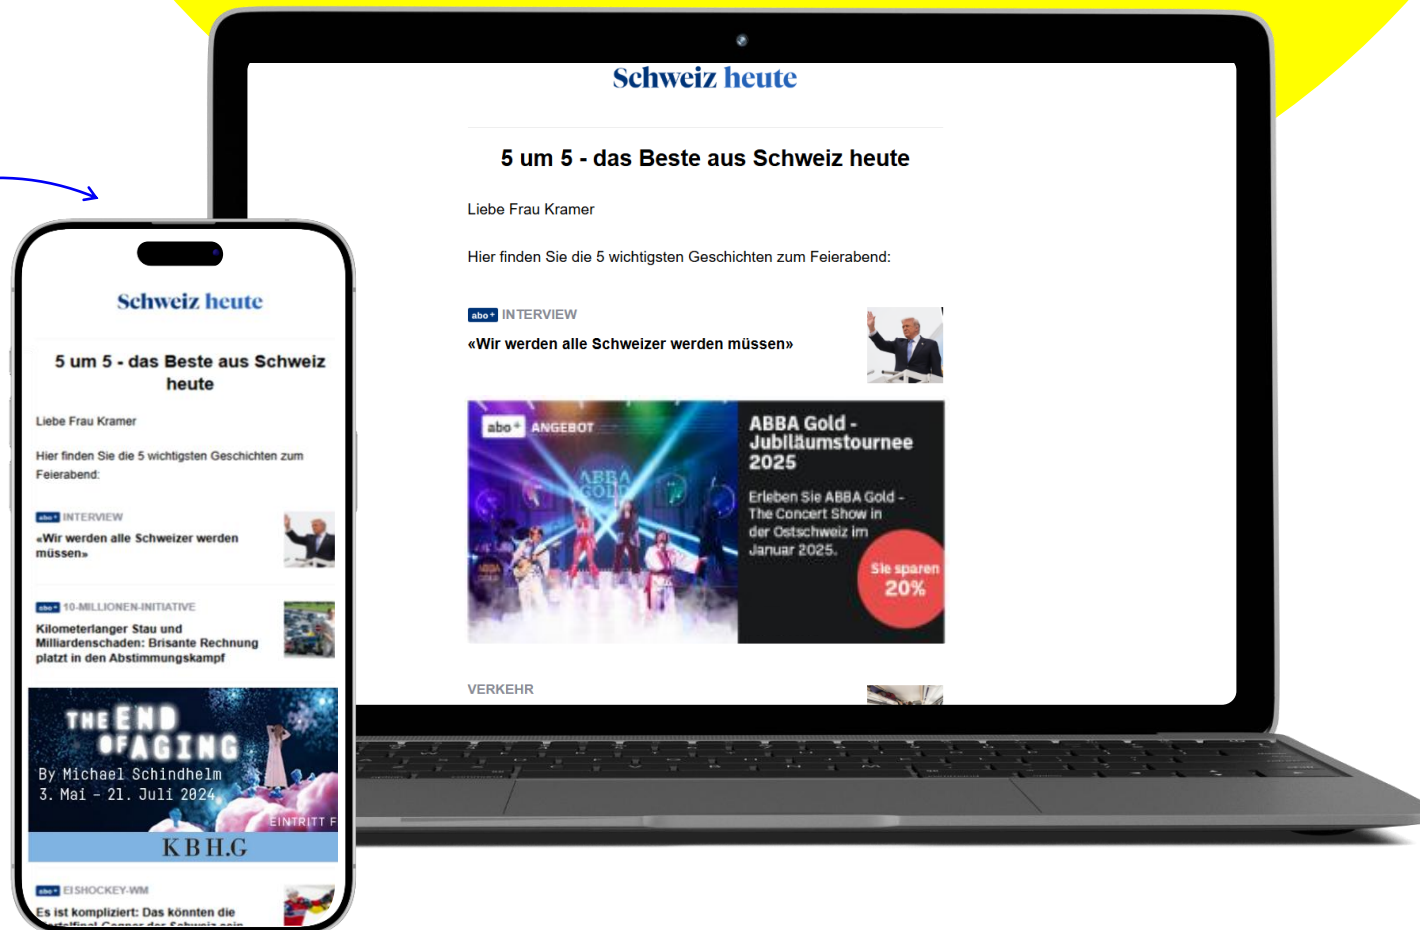 Schweiz heute
5 um 5 - das Beste aus Schweiz heute
Liebe Frau Kramer
Hier finden Sie die 5 wichtigsten Geschichten zum Feierabend:
abo+ INTERVIEW
«Wir werden alle Schweizer werden müssen»
abo+ ANGEBOT
ABBA
GOLD
ABBA Gold -
Jubiläumstournee
2025
Erleben Sie ABBA Gold -
The Concert Show in
der Ostschweiz im
Januar 2025.
Sie sparen
20%
VERKEHR
Schweiz heute
5 um 5 - das Beste aus Schweiz
heute
Liebe Frau Kramer
Hier finden Sie die 5 wichtigsten Geschichten zum
Feierabend:
abo+ INTERVIEW
«Wir werden alle Schweizer werden
müssen»
abo+ 10-MILLIONEN-INITIATIVE
Kilometerlanger Stau und
Milliardenschaden: Brisante Rechnung
platzt in den Abstimmungskampf
THE END
OF AGING
By Michael Schindhelm
3. Mai – 21. Juli 2024
EINTRITT F
KBH.G
abo+ EISHOCKEY-WM
Es ist kompliziert: Das könnten die